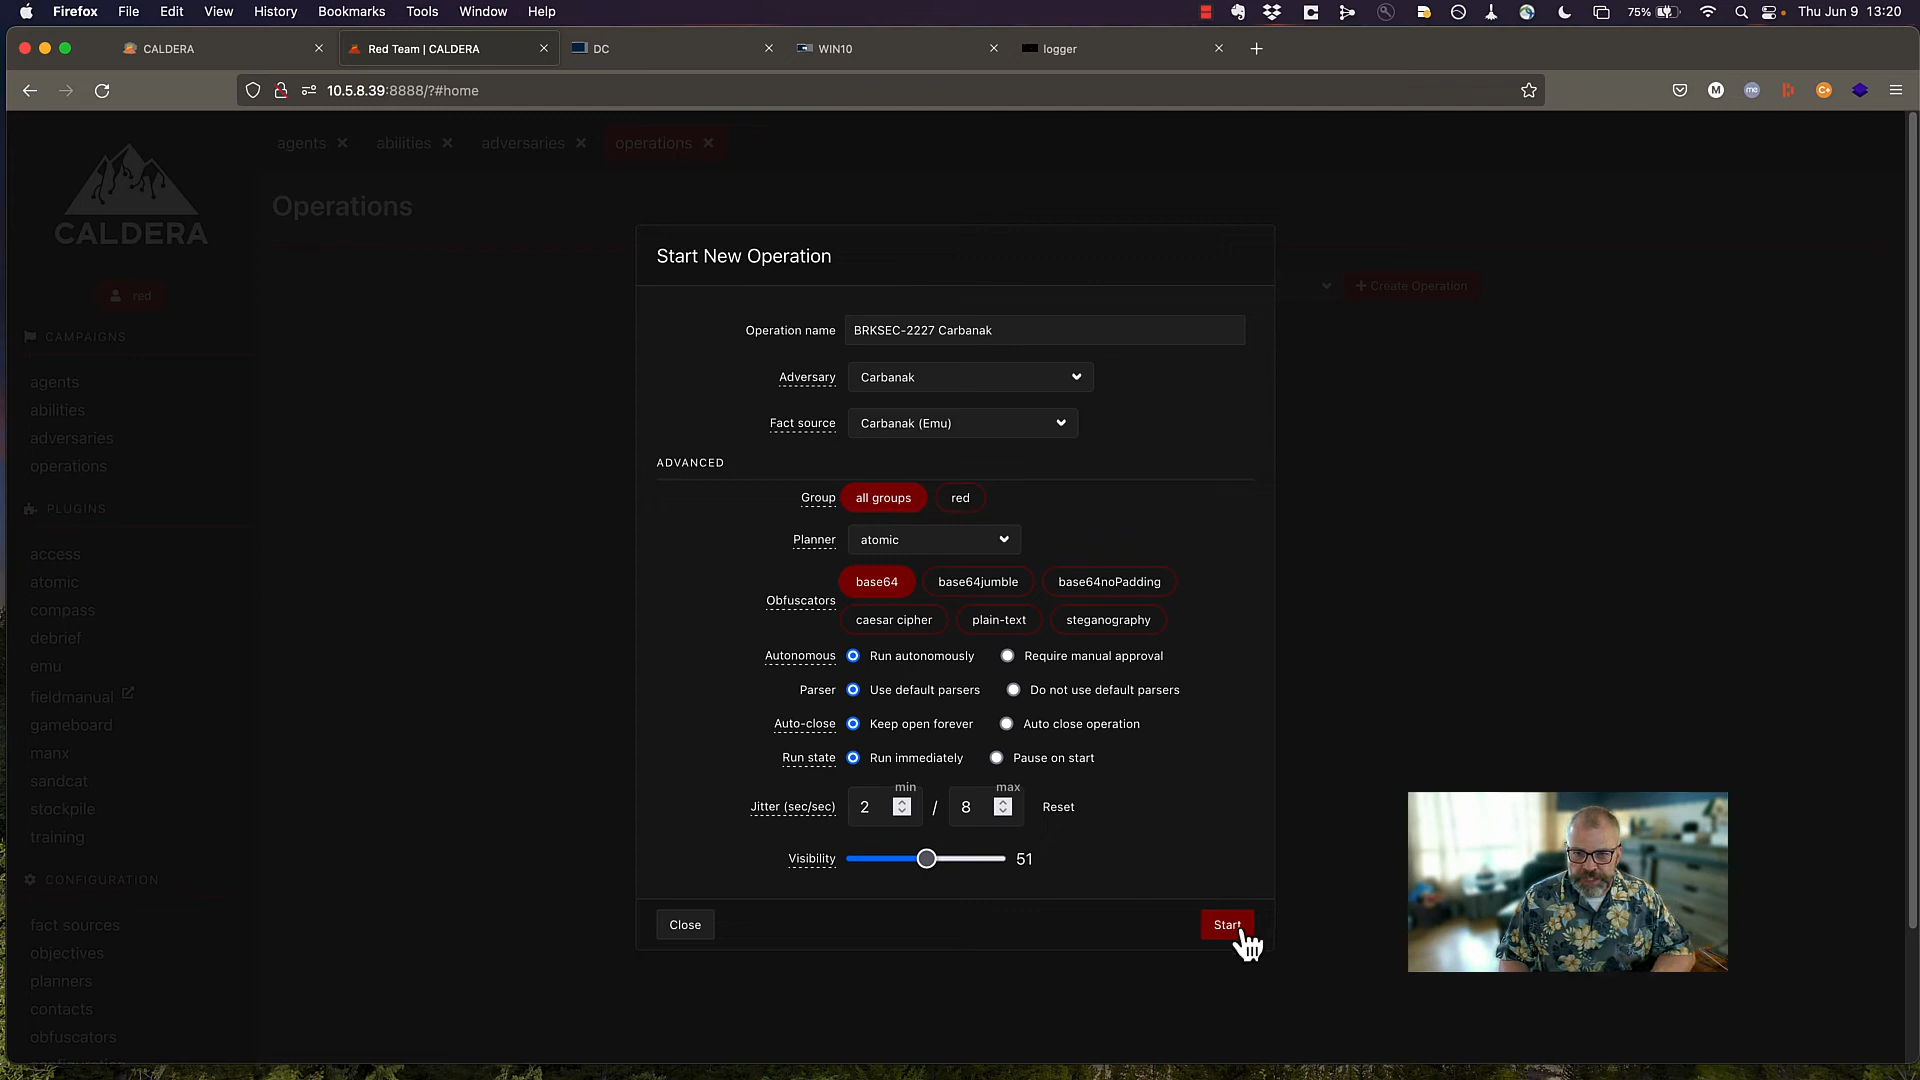 Firefox File Edit View History Bookmarks Tools Window Help 75% Thu Jun 9 13:20
CALDERA Red Team | CALDERA DC WIN10 logger
10.5.8.39:8888/?#home
agents abilities adversaries operations
CALDERA
Operations
red
+ Create Operation
CAMPAIGNS
agents
abilities
adversaries
operations
PLUGINS
access
atomic
compass
debrief
emu
fieldmanual
gameboard
manx
sandcat
stockpile
training
CONFIGURATION
fact sources
objectives
planners
contacts
obfuscators
Start New Operation
Operation name BRKSEC-2227 Carbanak
Adversary Carbanak
Fact source Carbanak (Emu)
ADVANCED
Group all groups red
Planner atomic
Obfuscators base64 base64jumble base64noPadding
caesar cipher plain-text steganography
Autonomous Run autonomously Require manual approval
Parser Use default parsers Do not use default parsers
Auto-close Keep open forever Auto close operation
Run state Run immediately Pause on start
min max
Jitter (sec/sec) 2 / 8 Reset
Visibility 51
Close Start